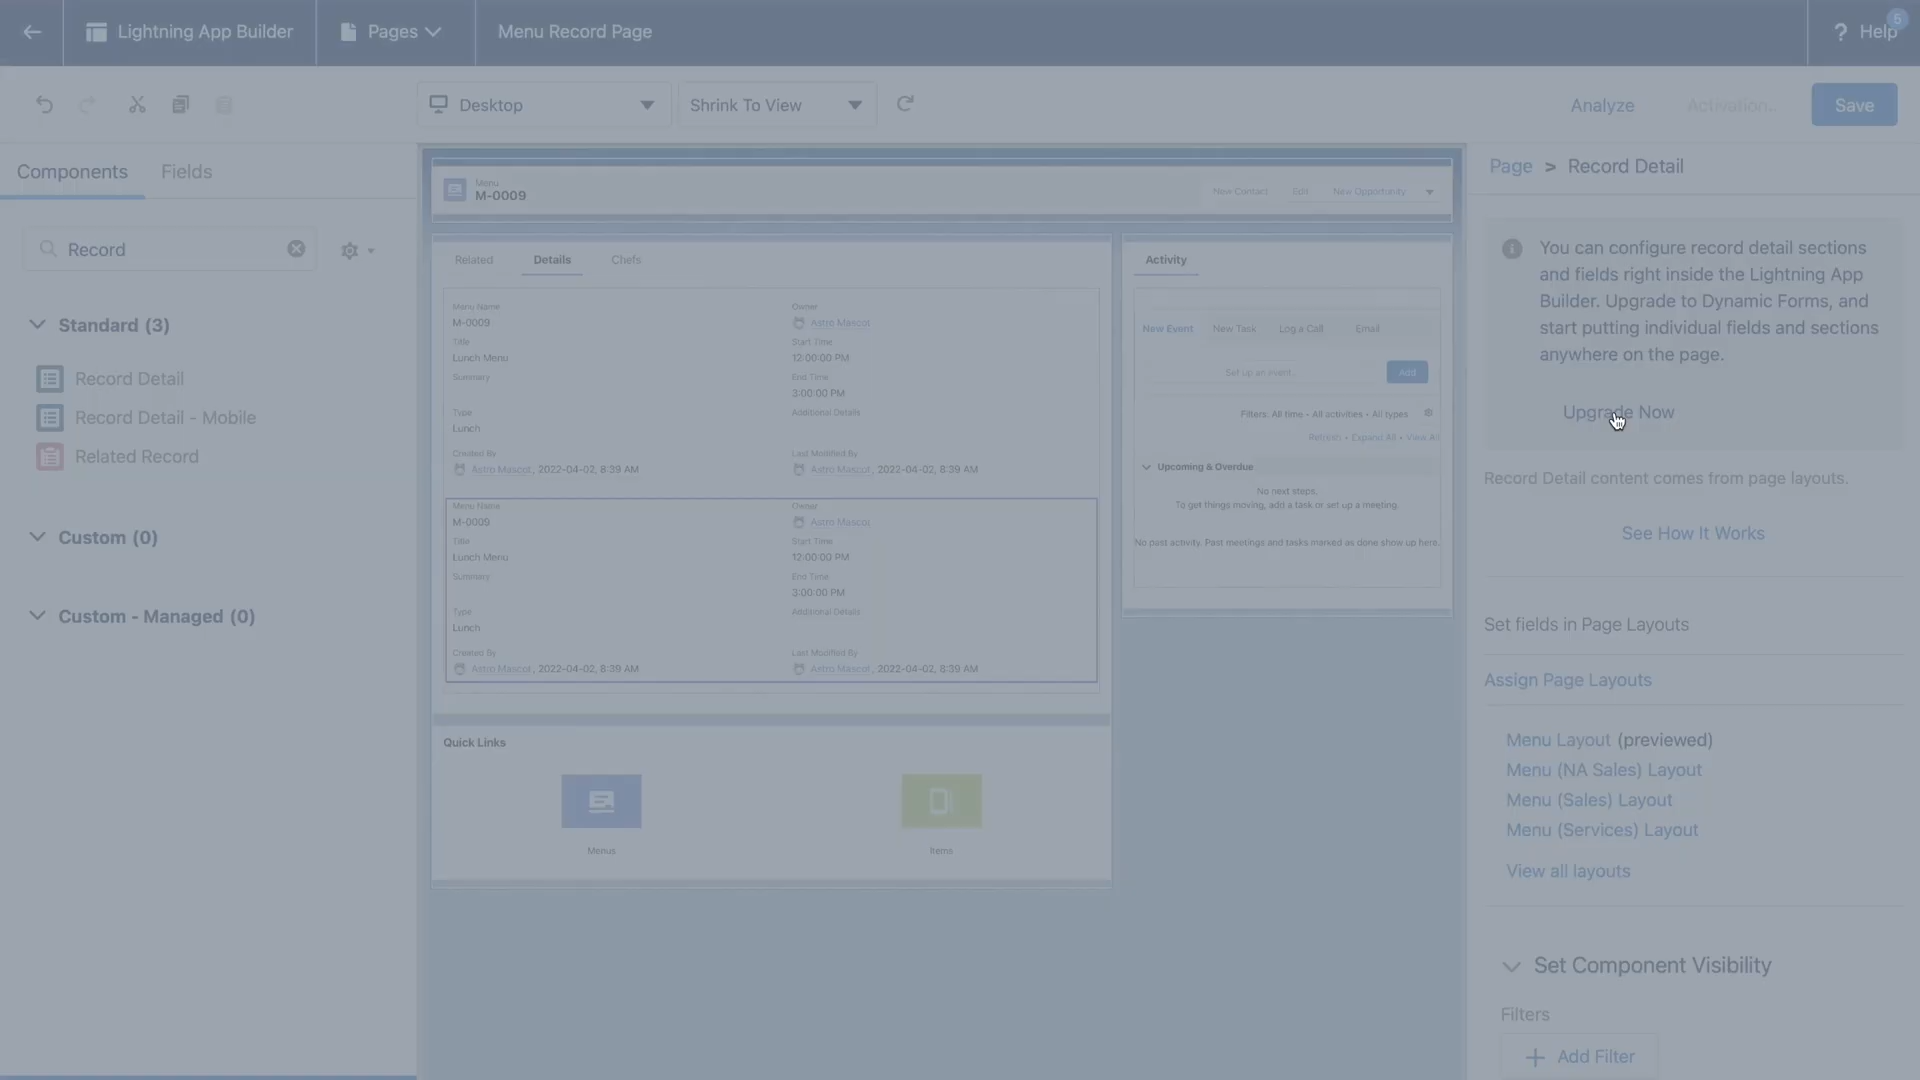 Lightning App Builder
Pages
Menu Record Page
? Help
5
Desktop
Shrink To View
Analyze
Activation...
Save
Components
Fields
Record
Standard (3)
Record Detail
Record Detail - Mobile
Related Record
Custom (0)
Custom - Managed (0)
Menu
M-0009
New Contact
Edit
New Opportunity
Related
Details
Chefs
Menu Name
M-0009
Owner
Astro Mascot
Title
Lunch Menu
Start Time
12:00:00 PM
Summary
End Time
3:00:00 PM
Type
Lunch
Additional Details
Created By
Astro Mascot, 2022-04-02, 8:39 AM
Last Modified By
Astro Mascot, 2022-04-02, 8:39 AM
Menu Name
M-0009
Owner
Astro Mascot
Title
Lunch Menu
Start Time
12:00:00 PM
Summary
End Time
3:00:00 PM
Type
Lunch
Additional Details
Created By
Astro Mascot, 2022-04-02, 8:39 AM
Last Modified By
Astro Mascot, 2022-04-02, 8:39 AM
Quick Links
Menus
Items
Activity
New Event
New Task
Log a Call
Email
Set up an event...
Add
Filters: All time • All activities • All types
Refresh • Expand All • View All
Upcoming & Overdue
No next steps.
To get things moving, add a task or set up a meeting.
No past activity. Past meetings and tasks marked as done show up here.
Page > Record Detail
You can configure record detail sections
and fields right inside the Lightning App
Builder. Upgrade to Dynamic Forms, and
start putting individual fields and sections
anywhere on the page.
Upgrade Now
Record Detail content comes from page layouts.
See How It Works
Set fields in Page Layouts
Assign Page Layouts
Menu Layout (previewed)
Menu (NA Sales) Layout
Menu (Sales) Layout
Menu (Services) Layout
View all layouts
Set Component Visibility
Filters
+ Add Filter